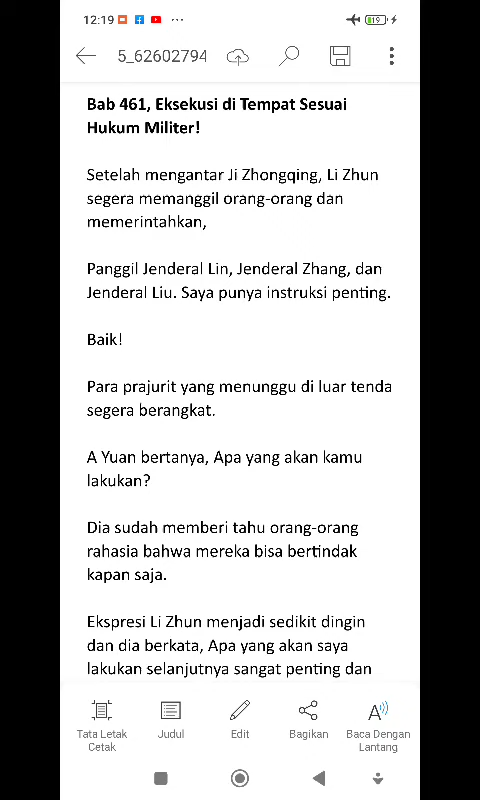 12:19
19
5_62602794
Bab 461, Eksekusi di Tempat Sesuai
Hukum Militer!
Setelah mengantar Ji Zhongqing, Li Zhun
segera memanggil orang-orang dan
memerintahkan,
Panggil Jenderal Lin, Jenderal Zhang, dan
Jenderal Liu. Saya punya instruksi penting.
Baik!
Para prajurit yang menunggu di luar tenda
segera berangkat.
A Yuan bertanya, Apa yang akan kamu
lakukan?
Dia sudah memberi tahu orang-orang
rahasia bahwa mereka bisa bertindak
kapan saja.
Ekspresi Li Zhun menjadi sedikit dingin
dan dia berkata, Apa yang akan saya
lakukan selanjutnya sangat penting dan
Tata Letak
Cetak
Judul
Edit
Bagikan
Baca Dengan
Lantang